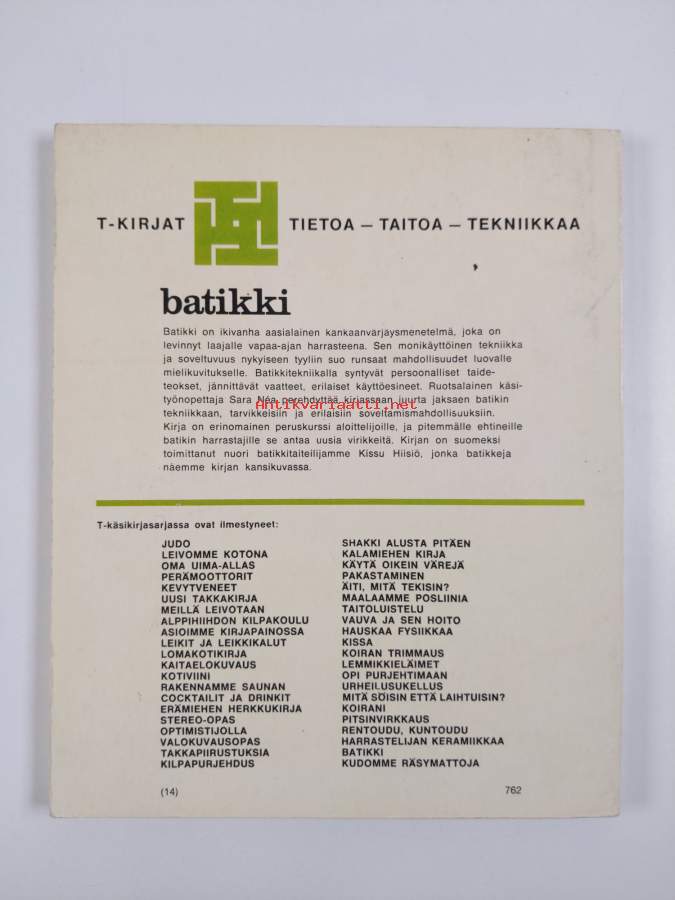 T-KIRJAT TIETOA — TAITOA — TEKNIIKKAA
batikki
Batikki on ikivanha aasialainen kankaanvärjäysmenetelmä, joka on
levinnyt laajalle vapaa-ajan harrasteena. Sen monikäyttöinen tekniikka
ja soveltuvuus nykyiseen tyyliin suo runsaat mahdollisuudet luovalle
mielikuvitukselle. Batikkitekniikalla syntyvät persoonalliset taide-
teokset, jännittävät vaatteet, erilaiset käyttöesineet. Ruotsalainen käsi-
työnopettaja Sara Néa perehdyttää kirjassaan juurta jaksaen batikin
Antikvariaatti.net
tekniikkaan, tarvikkeisiin ja erilaisiin soveltamismahdollisuuksiin.
Kirja on erinomainen peruskurssi aloittelijoille, ja pitemmälle ehtineille
batikin harrastajille se antaa uusia virikkeitä. Kirjan on suomeksi
toimittanut nuori batikkitaiteilijamme Kissu Hiisiö, jonka batikkeja
näemme kirjan kansikuvassa.
T-käsikirjasarjassa ovat ilmestyneet:
JUDO
LEIVOMME KOTONA
OMA UIMA-ALLAS
PERÄMOOTTORIT
KEVYTVENEET
UUSI TAKKAKIRJA
MEILLÄ LEIVOTAAN
ALPPIHIIHDON KILPAKOULU
ASIOIMME KIRJAPAINOSSA
LEIKIT JA LEIKKIKALUT
LOMAKOTIKIRJA
KAITAELOKUVAUS
KOTIVIINI
RAKENNAMME SAUNAN
COCKTAILIT JA DRINKIT
ERÄMIEHEN HERKKUKIRJA
STEREO-OPAS
OPTIMISTIJOLLA
VALOKUVAUSOPAS
TAKKAPIIRUSTUKSIA
KILPAPURJEHDUS
SHAKKI ALUSTA PITÄEN
KALAMIEHEN KIRJA
KÄYTÄ OIKEIN VÄREJÄ
PAKASTAMINEN
ÄITI, MITÄ TEKISIN?
MAALAAMME POSLIINIA
TAITOLUISTELU
VAUVA JA SEN HOITO
HAUSKAA FYSIIKKAA
KISSA
KOIRAN TRIMMAUS
LEMMIKKIELÄIMET
OPI PURJEHTIMAAN
URHEILUSUKELLUS
MITÄ SÖISIN ETTÄ LAIHTUISIN?
KOIRANI
PITSINVIRKKAUS
RENTOUDU, KUNTOUDU
HARRASTELIJAN KERAMIIKKAA
BATIKKI
KUDOMME RÄSYMATTOJA
(14) 762